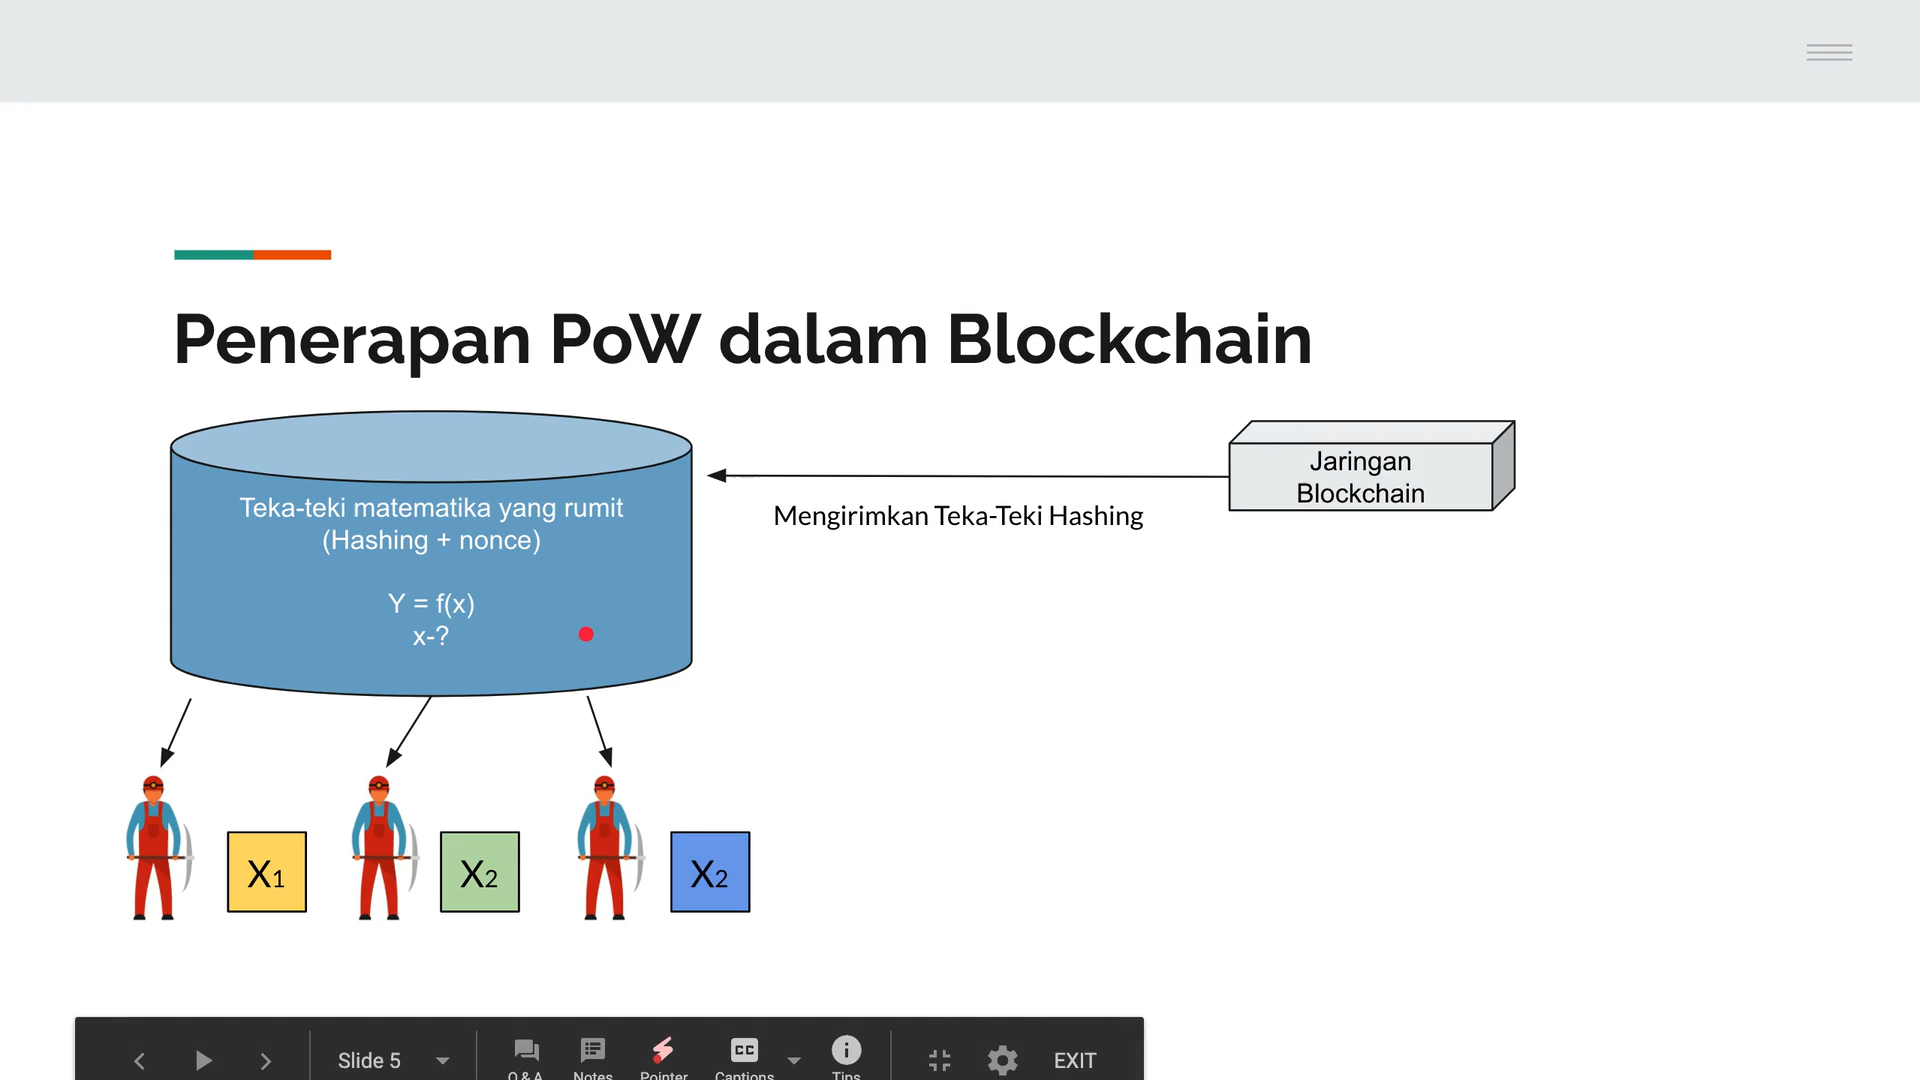 Penerapan PoW dalam Blockchain
Teka-teki matematika yang rumit
(Hashing + nonce)
Y = f(x)
x-?
Mengirimkan Teka-Teki Hashing
Jaringan
Blockchain
X1
X2
X2
Slide 5
Q & A
Notes
Pointer
CC
Captions
Tips
EXIT